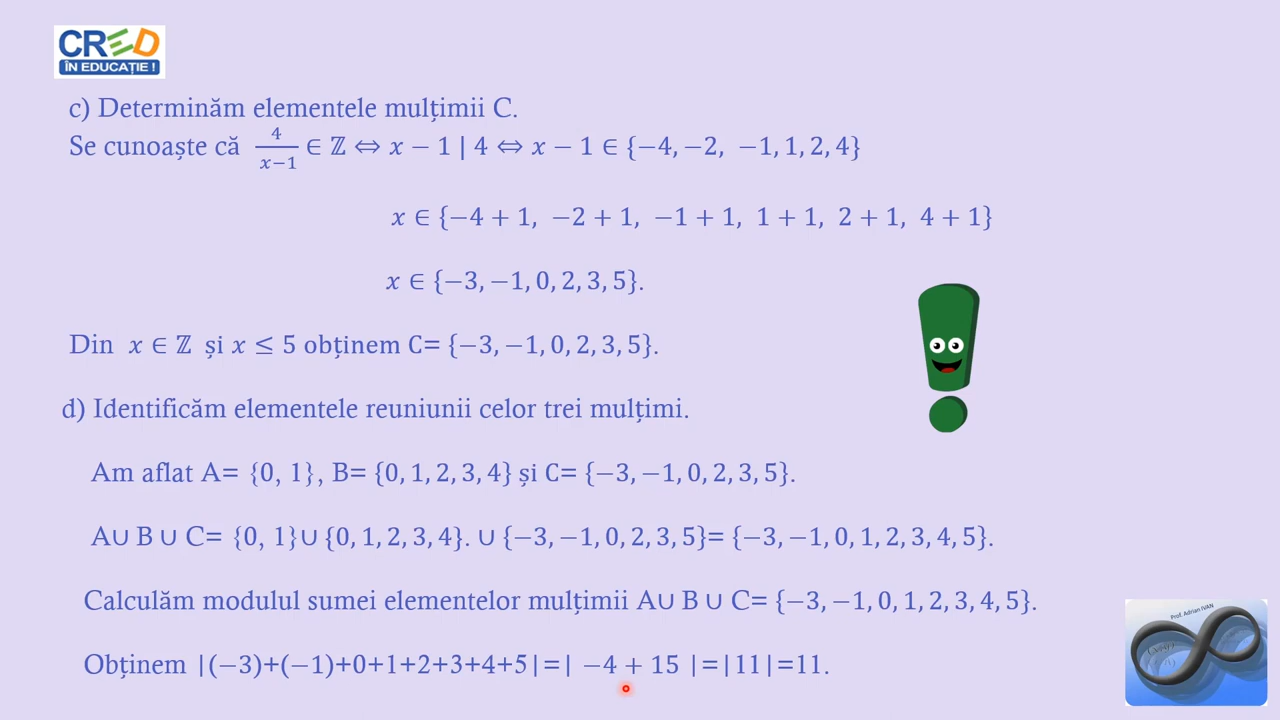 CRED
ÎN EDUCAȚIE !
c) Determinăm elementele mulțimii C.
Se cunoaște că 4/(x−1) ∈ ℤ ⇔ x − 1 | 4 ⇔ x − 1 ∈ {−4, −2, −1, 1, 2, 4}
x ∈ {−4 + 1, −2 + 1, −1 + 1, 1 + 1, 2 + 1, 4 + 1}
x ∈ {−3, −1, 0, 2, 3, 5}.
Din x ∈ ℤ și x ≤ 5 obținem C= {−3, −1, 0, 2, 3, 5}.
d) Identificăm elementele reuniunii celor trei mulțimi.
Am aflat A= {0, 1}, B= {0, 1, 2, 3, 4} și C= {−3, −1, 0, 2, 3, 5}.
A∪ B ∪ C= {0, 1}∪ {0, 1, 2, 3, 4}. ∪ {−3, −1, 0, 2, 3, 5}= {−3, −1, 0, 1, 2, 3, 4, 5}.
Calculăm modulul sumei elementelor mulțimii A∪ B ∪ C= {−3, −1, 0, 1, 2, 3, 4, 5}.
Obținem |(−3)+(−1)+0+1+2+3+4+5|=| −4 + 15 |=|11|=11.
Prof. Adrian IVAN